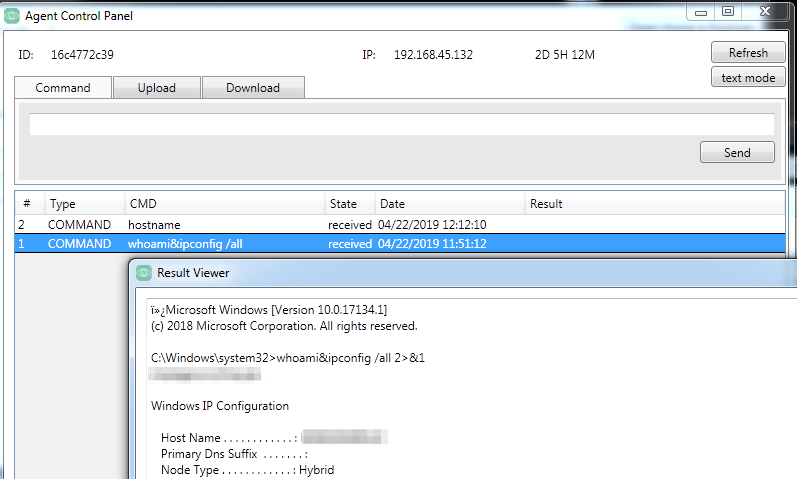 Agent Control Panel
ID: 16c4772c39 IP: 192.168.45.132 2D 5H 12M Refresh
text mode
Command Upload Download
Send
# Type CMD State Date Result
2 COMMAND hostname received 04/22/2019 12:12:10
1 COMMAND whoami&ipconfig /all received 04/22/2019 11:51:12
Result Viewer
ï»¿Microsoft Windows [Version 10.0.17134.1]
(c) 2018 Microsoft Corporation. All rights reserved.
C:\Windows\system32>whoami&ipconfig /all 2>&1
Windows IP Configuration
Host Name . . . . . . . . . . . . :
Primary Dns Suffix . . . . . . . :
Node Type . . . . . . . . . . . . : Hybrid